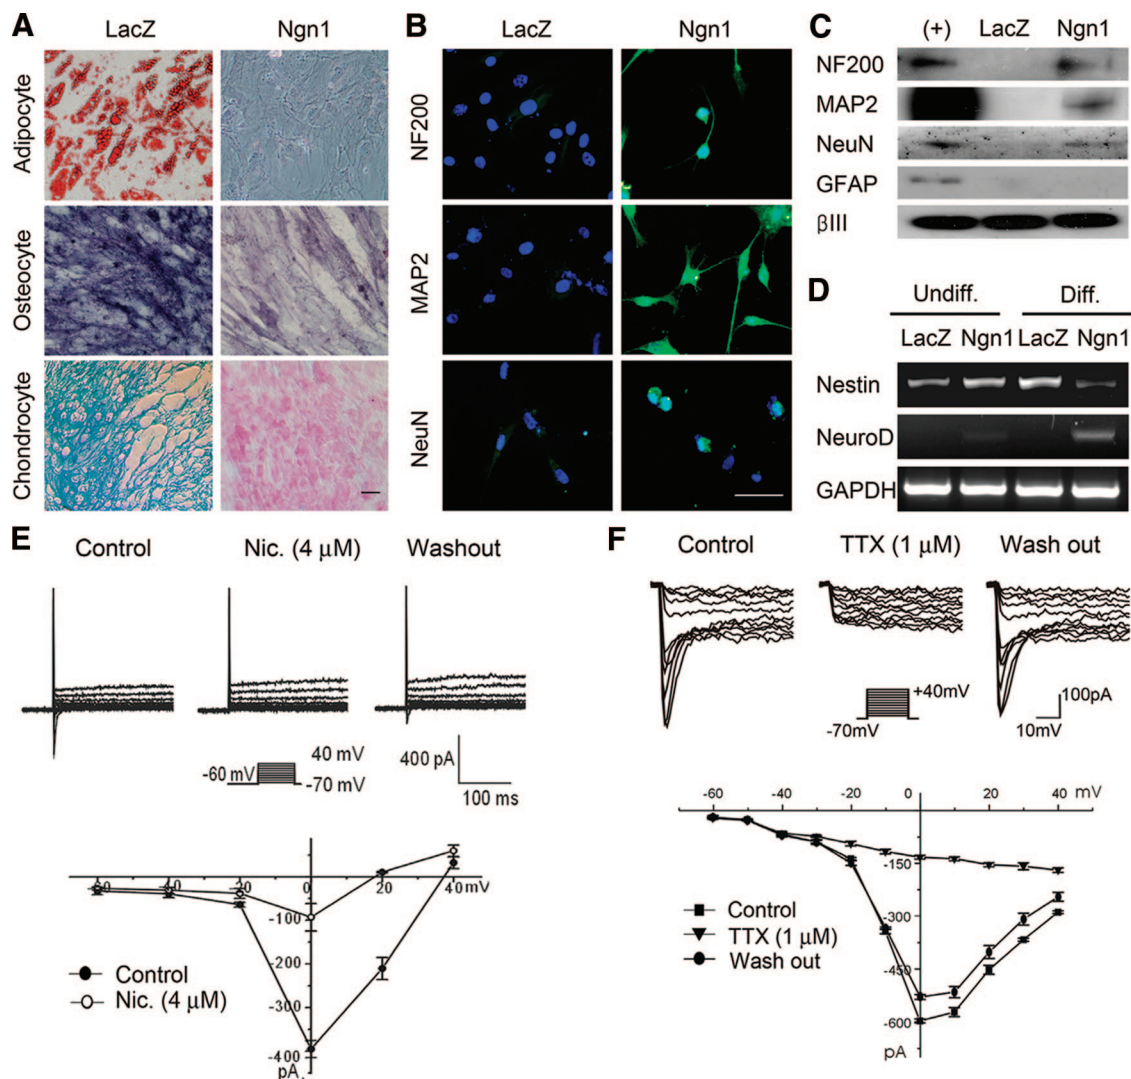 A
LacZ
Ngn1
Adipocyte
Osteocyte
Chondrocyte
B
LacZ
Ngn1
NF200
MAP2
NeuN
C
(+) LacZ Ngn1
NF200
MAP2
NeuN
GFAP
βIII
D
Undiff. Diff.
LacZ Ngn1 LacZ Ngn1
Nestin
NeuroD
GAPDH
E
Control Nic. (4 μM) Washout
-60 mV
40 mV
-70 mV
400 pA
100 ms
20 40 mV
-100
-200
-300
-400
pA
0
Control
Nic. (4 μM)
F
Control TTX (1 μM) Wash out
+40mV
-70mV
100pA
10mV
-60 -40 -20 0 20 40 mV
-150
-300
-450
-600
pA
Control
TTX (1 μM)
Wash out